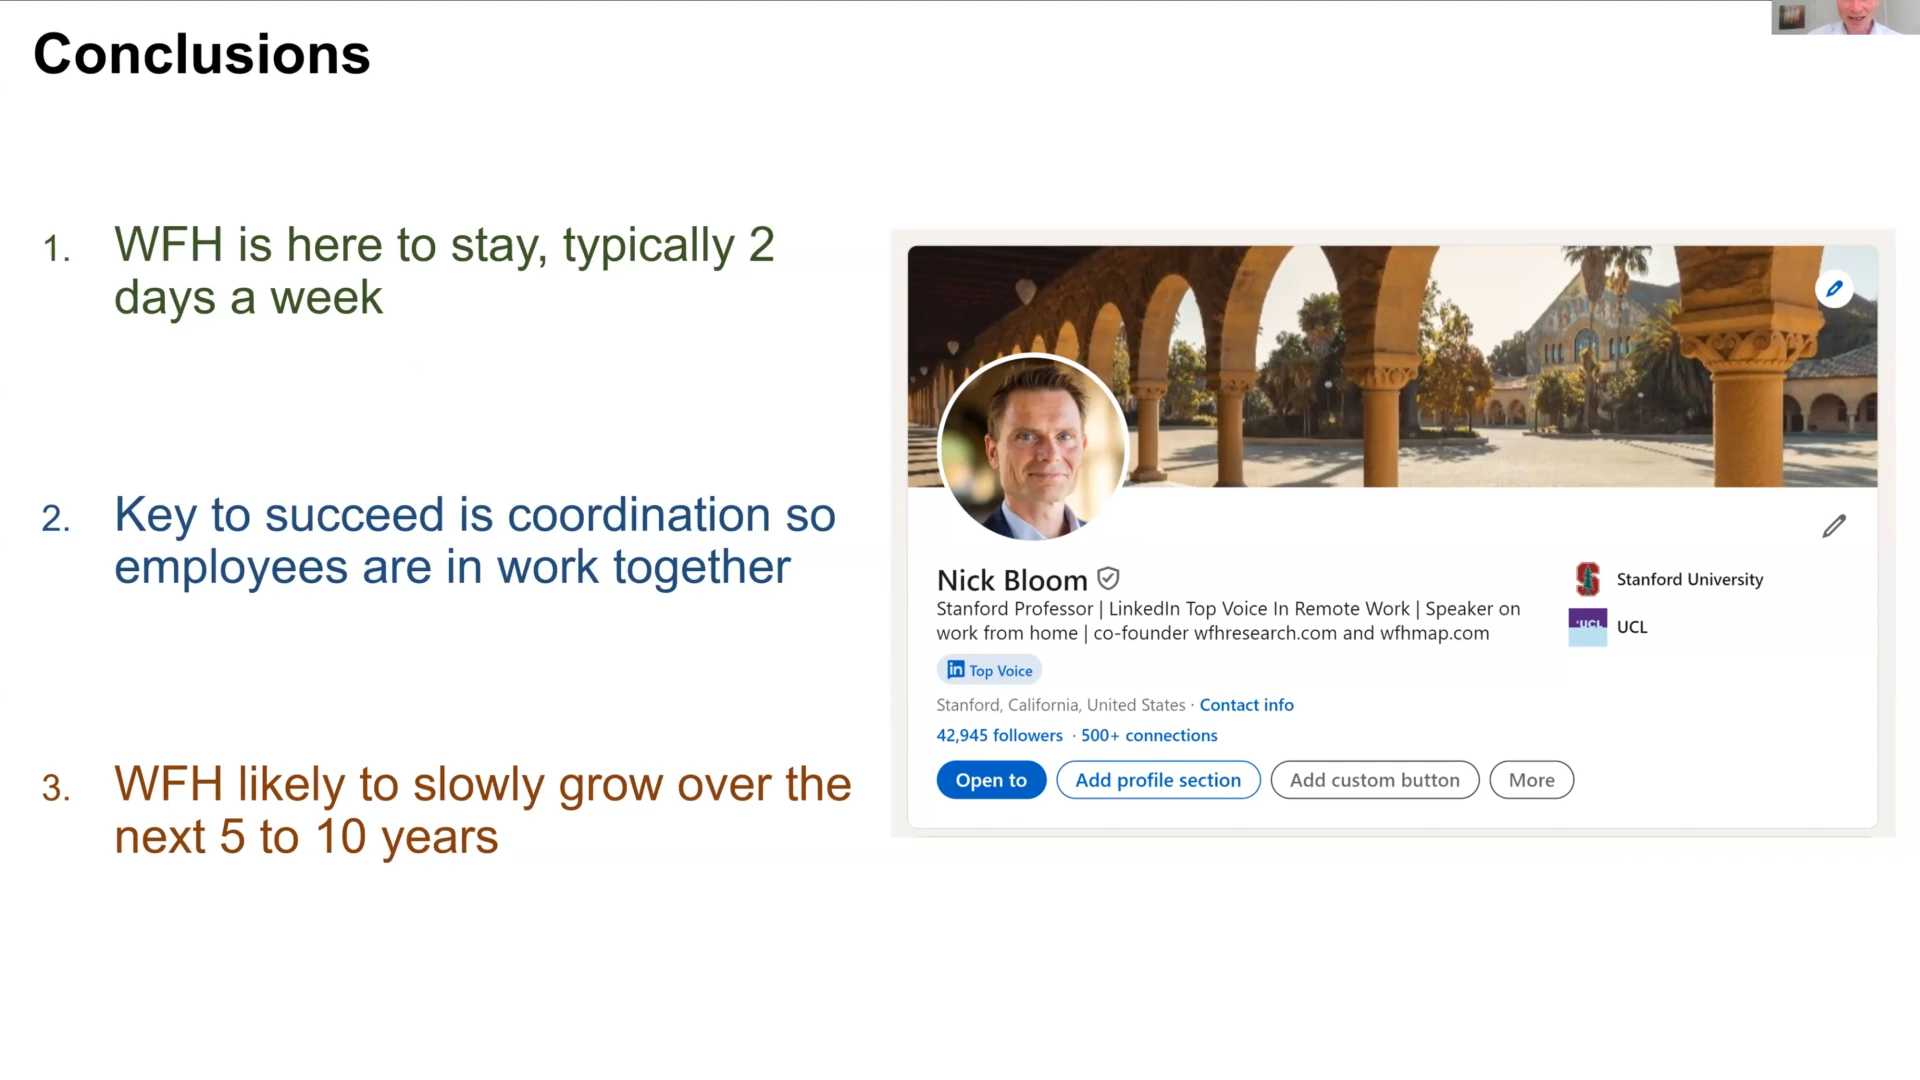 Conclusions
1. WFH is here to stay, typically 2
days a week
2. Key to succeed is coordination so
employees are in work together
3. WFH likely to slowly grow over the
next 5 to 10 years
Nick Bloom
Stanford Professor | LinkedIn Top Voice In Remote Work | Speaker on
work from home | co-founder wfhresearch.com and wfhmap.com
in Top Voice
Stanford, California, United States · Contact info
42,945 followers · 500+ connections
Open to Add profile section Add custom button More
Stanford University
UCL UCL